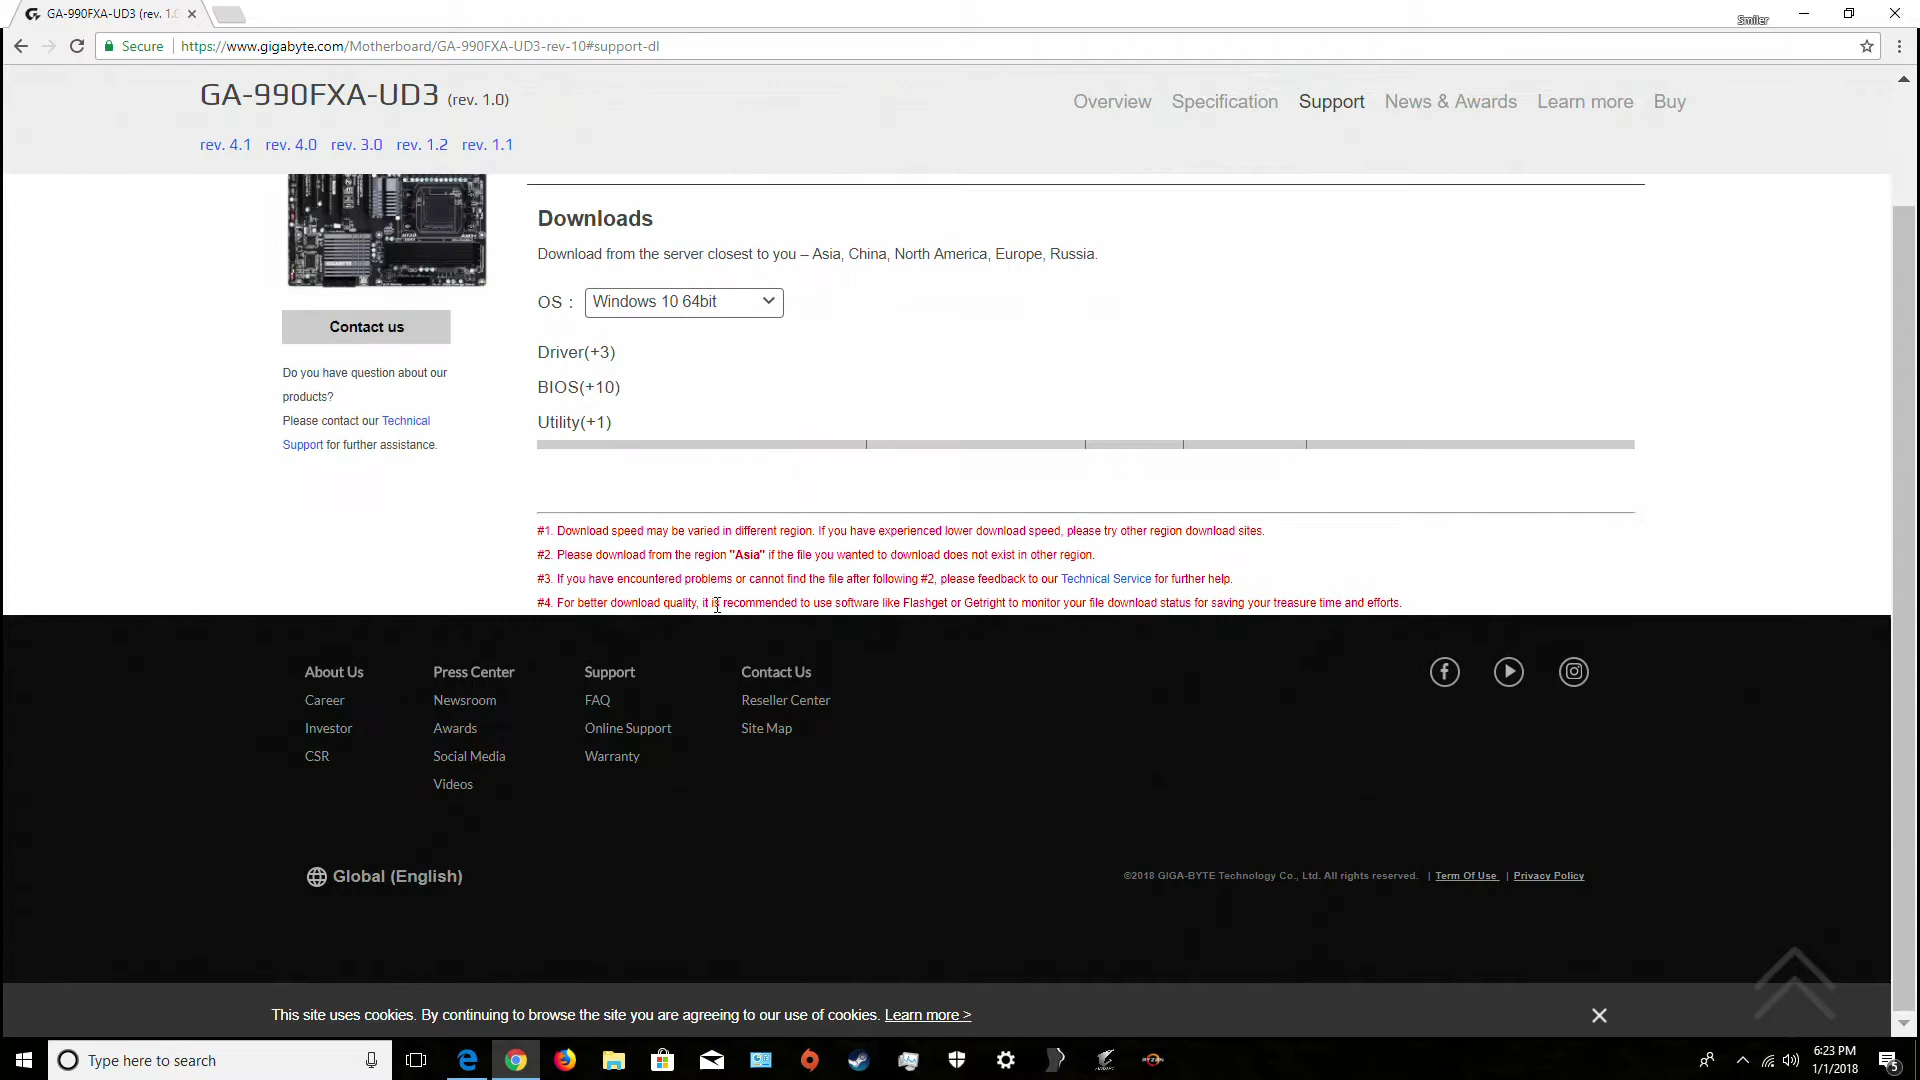 GA-990FXA-UD3 (rev. 1.0
Smiler
Secure
https://www.gigabyte.com/Motherboard/GA-990FXA-UD3-rev-10#support-dl
GA-990FXA-UD3 (rev. 1.0)
Overview Specification Support News & Awards Learn more Buy
rev. 4.1 rev. 4.0 rev. 3.0 rev. 1.2 rev. 1.1
Downloads
Download from the server closest to you – Asia, China, North America, Europe, Russia.
OS : Windows 10 64bit
Driver(+3)
BIOS(+10)
Utility(+1)
Contact us
Do you have question about our
products?
Please contact our Technical
Support for further assistance.
#1. Download speed may be varied in different region. If you have experienced lower download speed, please try other region download sites.
#2. Please download from the region "Asia" if the file you wanted to download does not exist in other region.
#3. If you have encountered problems or cannot find the file after following #2, please feedback to our Technical Service for further help.
#4. For better download quality, it is recommended to use software like Flashget or Getright to monitor your file download status for saving your treasure time and efforts.
About Us Press Center Support Contact Us
Career Newsroom FAQ Reseller Center
Investor Awards Online Support Site Map
CSR Social Media Warranty
Videos
Global (English)
©2018 GIGA-BYTE Technology Co., Ltd. All rights reserved. | Term Of Use | Privacy Policy
This site uses cookies. By continuing to browse the site you are agreeing to our use of cookies. Learn more >
Type here to search
RYZEN
6:23 PM
1/1/2018
5